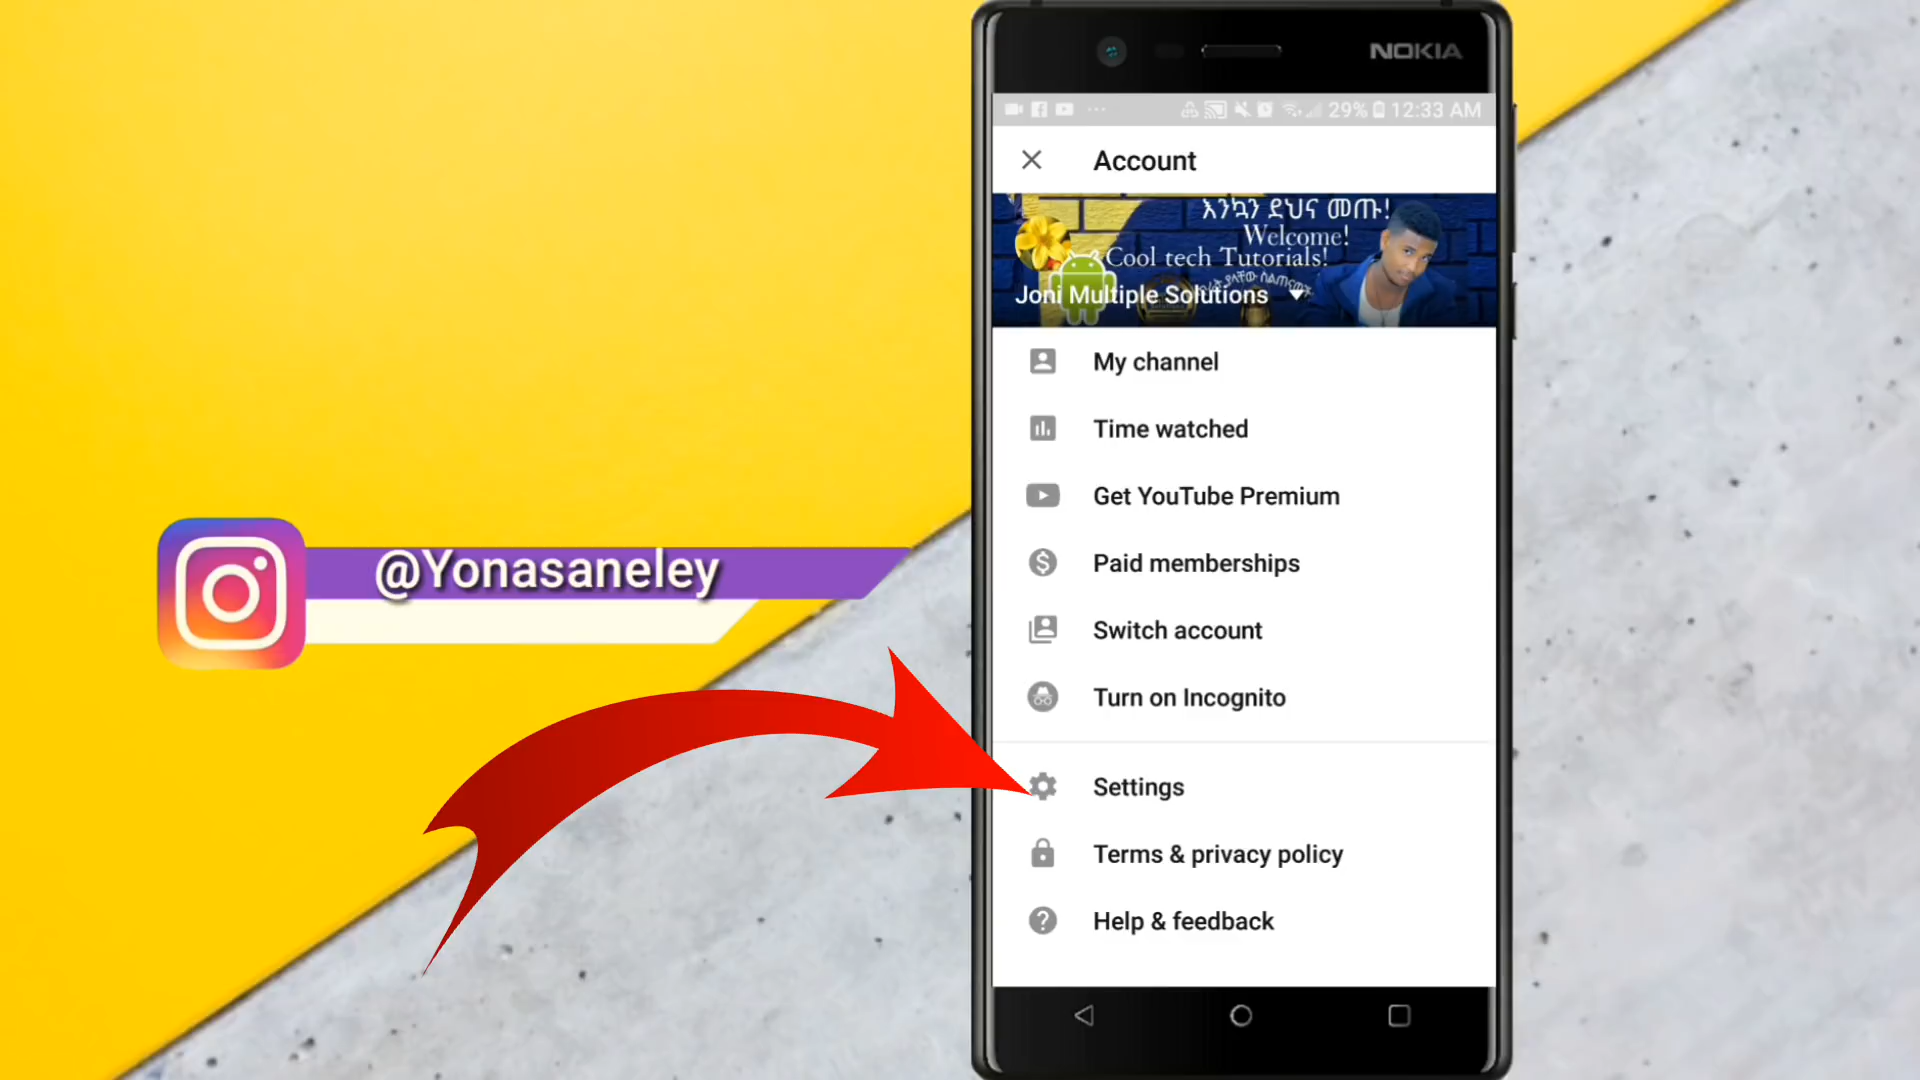 NOKIA
29% 12:33 AM
Account
እንኳን ደህና መጡ!
Welcome!
Cool tech Tutorials!
Joni Multiple Solutions
My channel
Time watched
Get YouTube Premium
Paid memberships
Switch account
Turn on Incognito
Settings
Terms & privacy policy
Help & feedback
@Yonasaneley